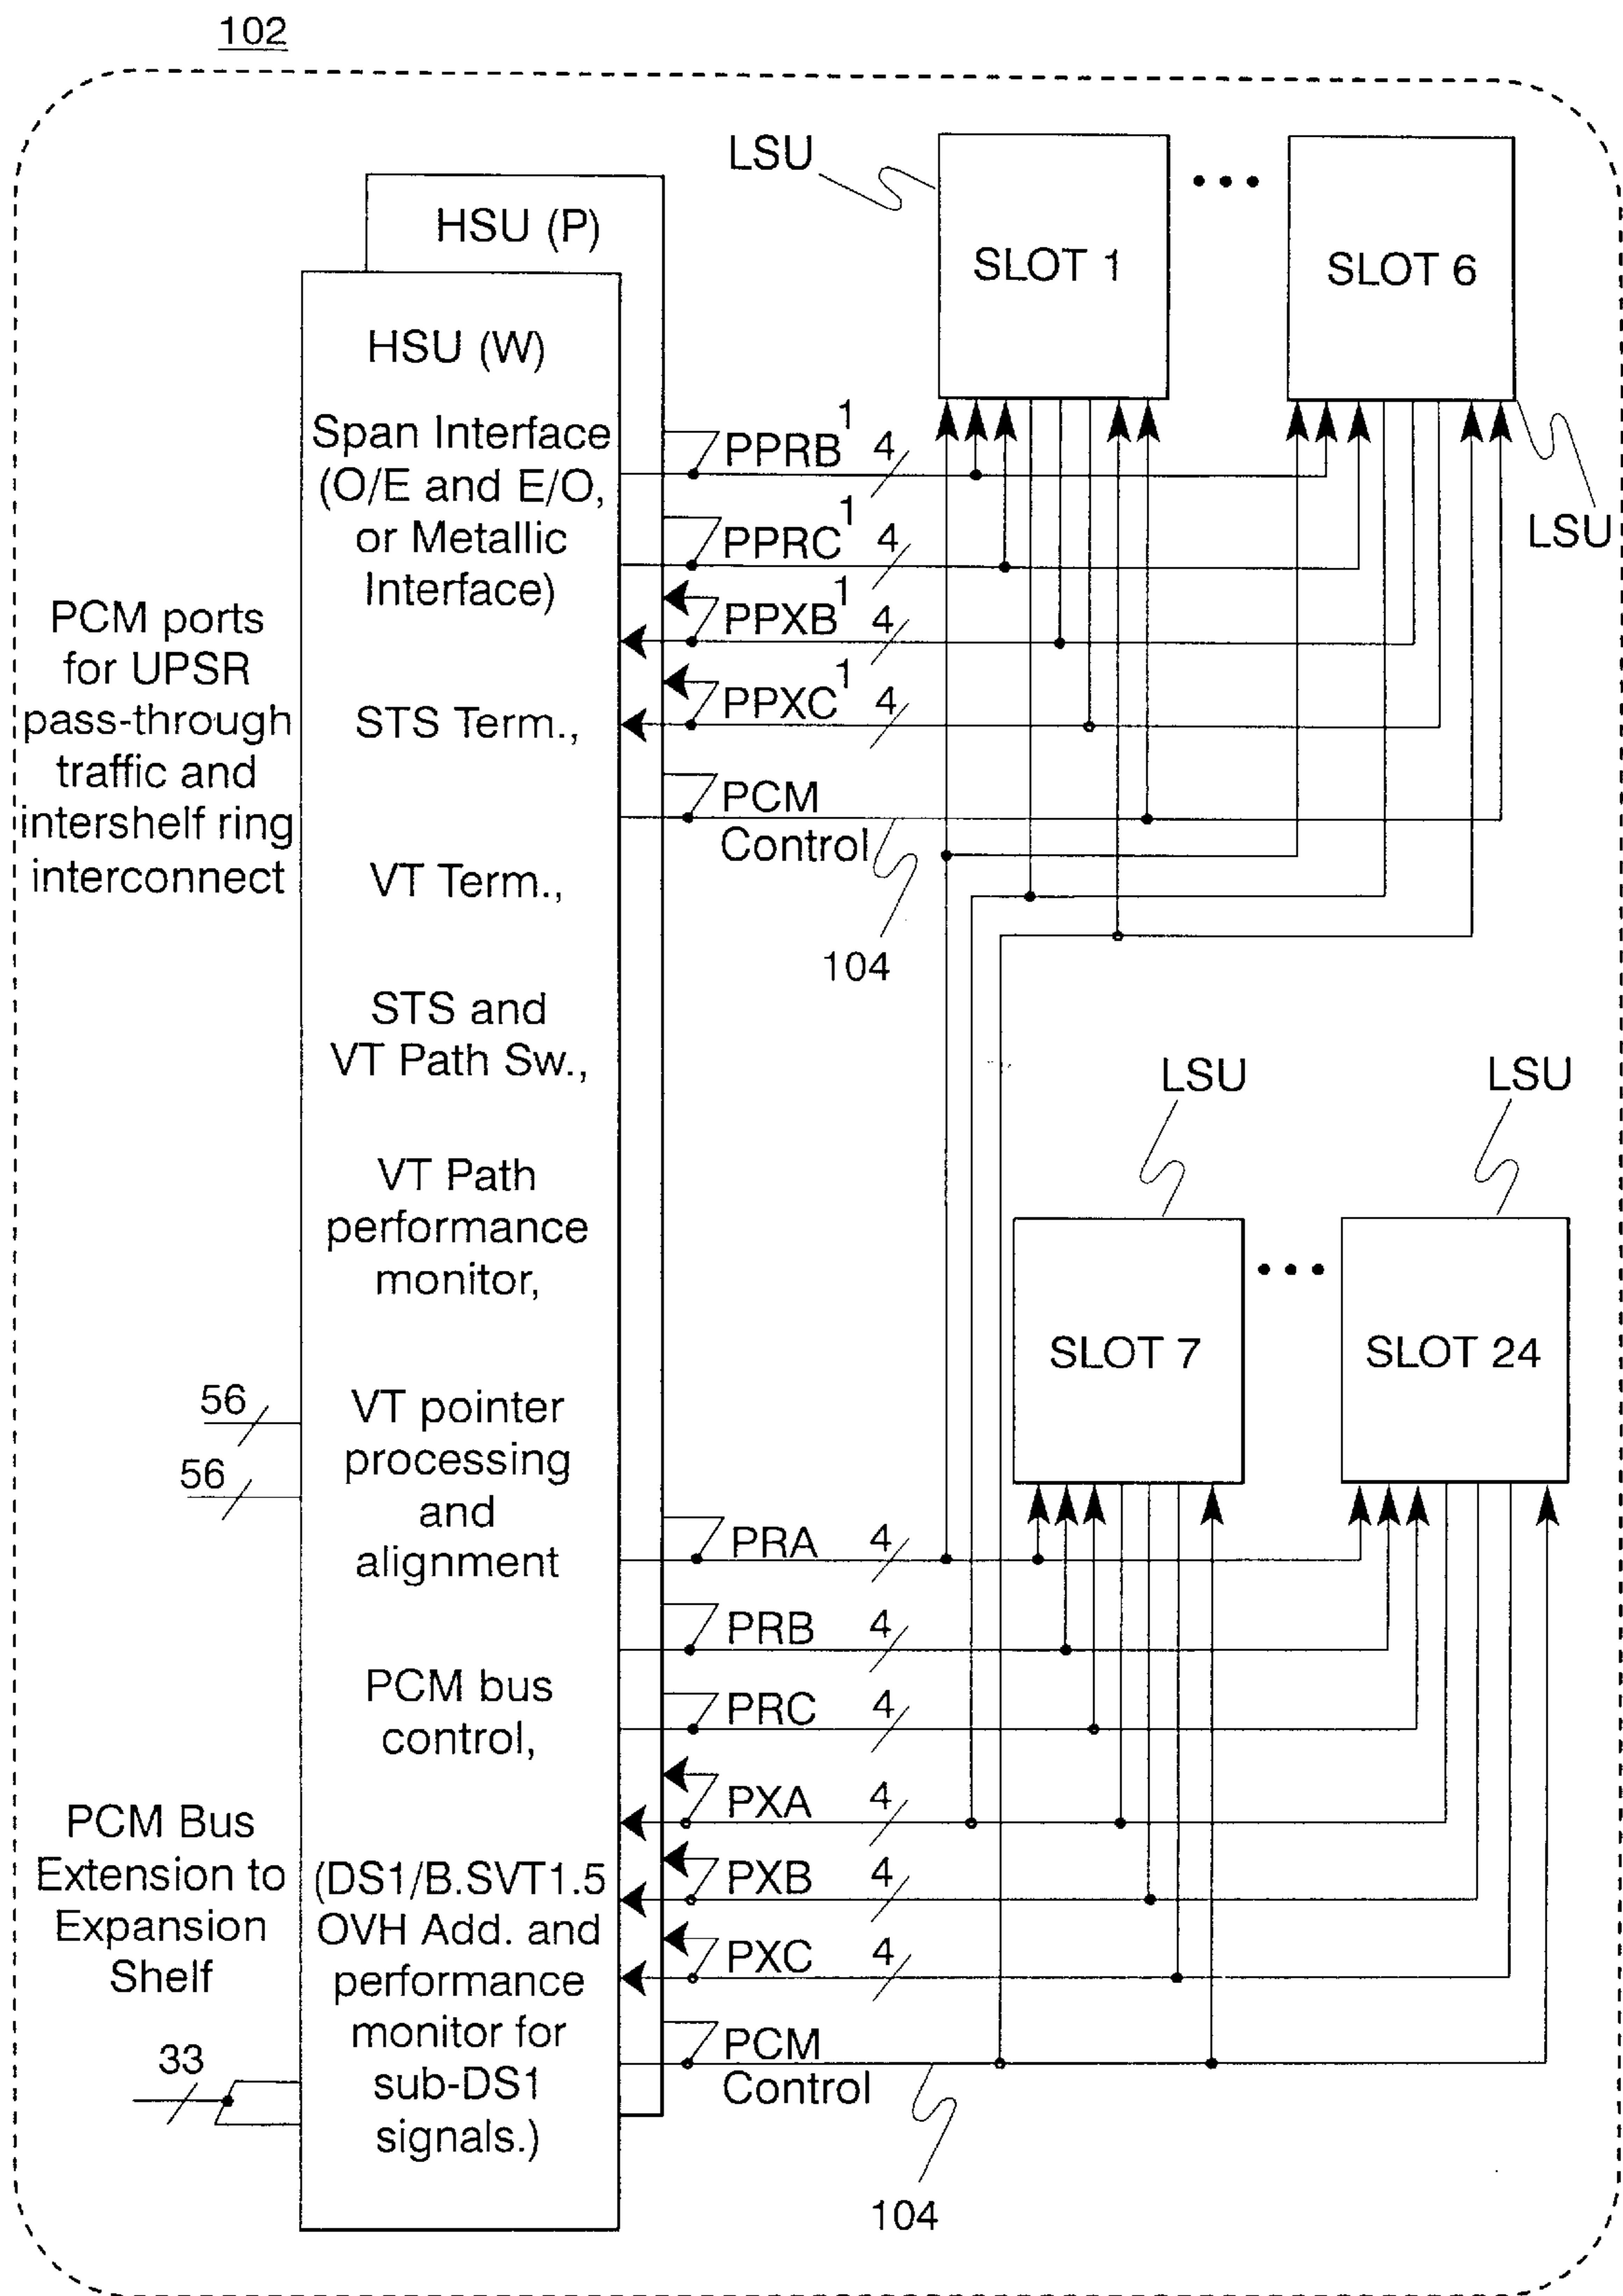 102
LSU
SLOT 1
SLOT 6
LSU
HSU (P)
HSU (W)
Span Interface
(O/E and E/O,
or Metallic
Interface)
STS Term.,
VT Term.,
STS and
VT Path Sw.,
VT Path
performance
monitor,
VT pointer
processing
and
alignment
PCM bus
control,
(DS1/B.SVT1.5
OVH Add. and
performance
monitor for
sub-DS1
signals.)
PCM ports
for UPSR
pass-through
traffic and
intershelf ring
interconnect
56
56
PCM Bus
Extension to
Expansion
Shelf
33
PPRB1 4
PPRC1 4
PPXB1 4
PPXC1 4
PCM
Control
104
LSU
LSU
SLOT 7
SLOT 24
PRA 4
PRB 4
PRC 4
PXA 4
PXB 4
PXC 4
PCM
Control
104